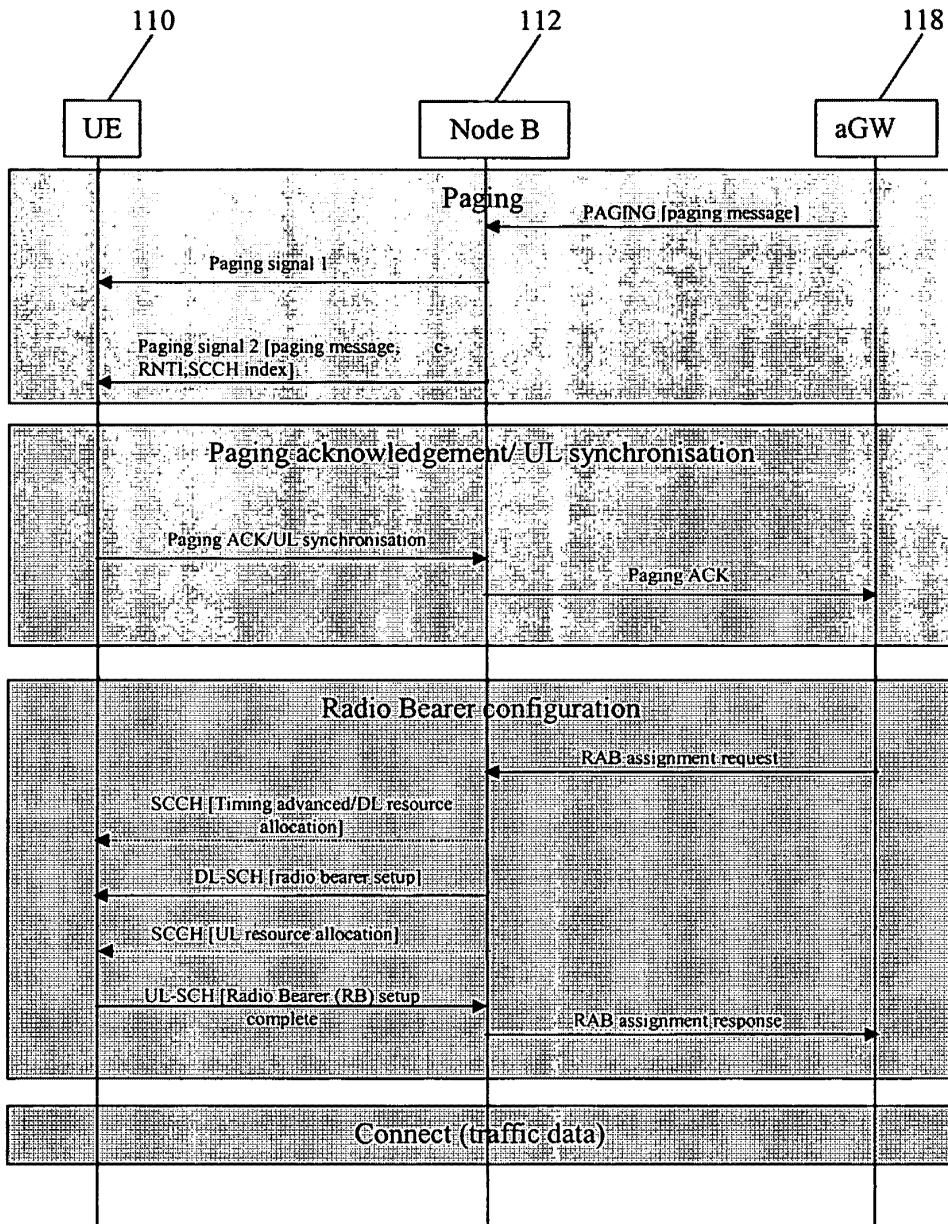 110
112
118
UE
Node B
aGW
Paging
PAGING [paging message]
Paging signal 1
Paging signal 2 [paging message, c-
RNTI,SCCH index]
Paging acknowledgement/ UL synchronisation
Paging ACK/UL synchronisation
Paging ACK
Radio Bearer configuration
RAB assignment request
SCCH [Timing advanced/DL resource
allocation]
DL-SCH [radio bearer setup]
SCCH [UL resource allocation]
UL-SCH [Radio Bearer (RB) setup
complete
RAB assignment response
Connect (traffic data)